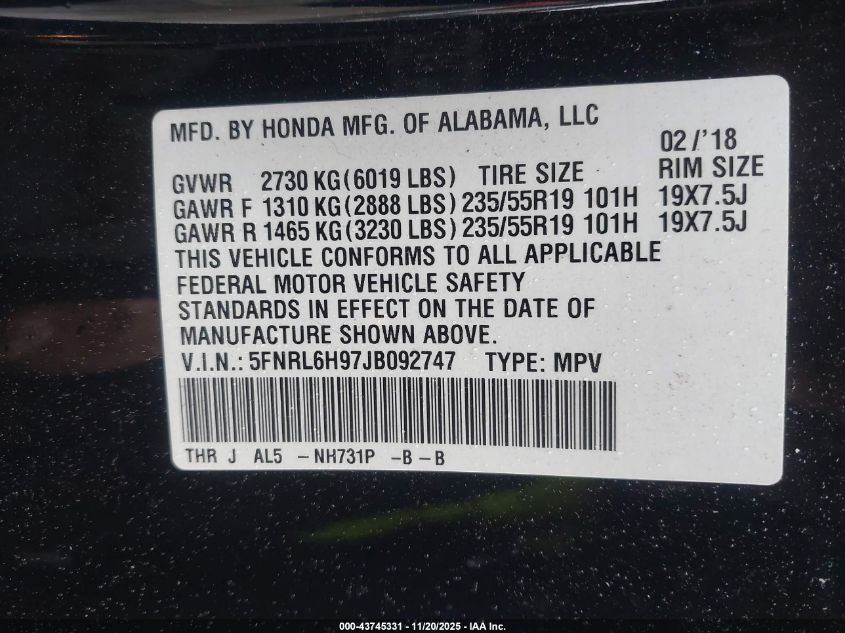 MFD. BY HONDA MFG. OF ALABAMA, LLC
02/'18
GVWR 2730 KG (6019 LBS) TIRE SIZE RIM SIZE
GAWR F 1310 KG (2888 LBS) 235/55R19 101H 19X7.5J
GAWR R 1465 KG (3230 LBS) 235/55R19 101H 19X7.5J
THIS VEHICLE CONFORMS TO ALL APPLICABLE
FEDERAL MOTOR VEHICLE SAFETY
STANDARDS IN EFFECT ON THE DATE OF
MANUFACTURE SHOWN ABOVE.
V.I.N.: 5FNRL6H97JB092747 TYPE: MPV
THR J AL5 -NH731P -B-B
000-43745331 - 11/20/2025 - IAA Inc.